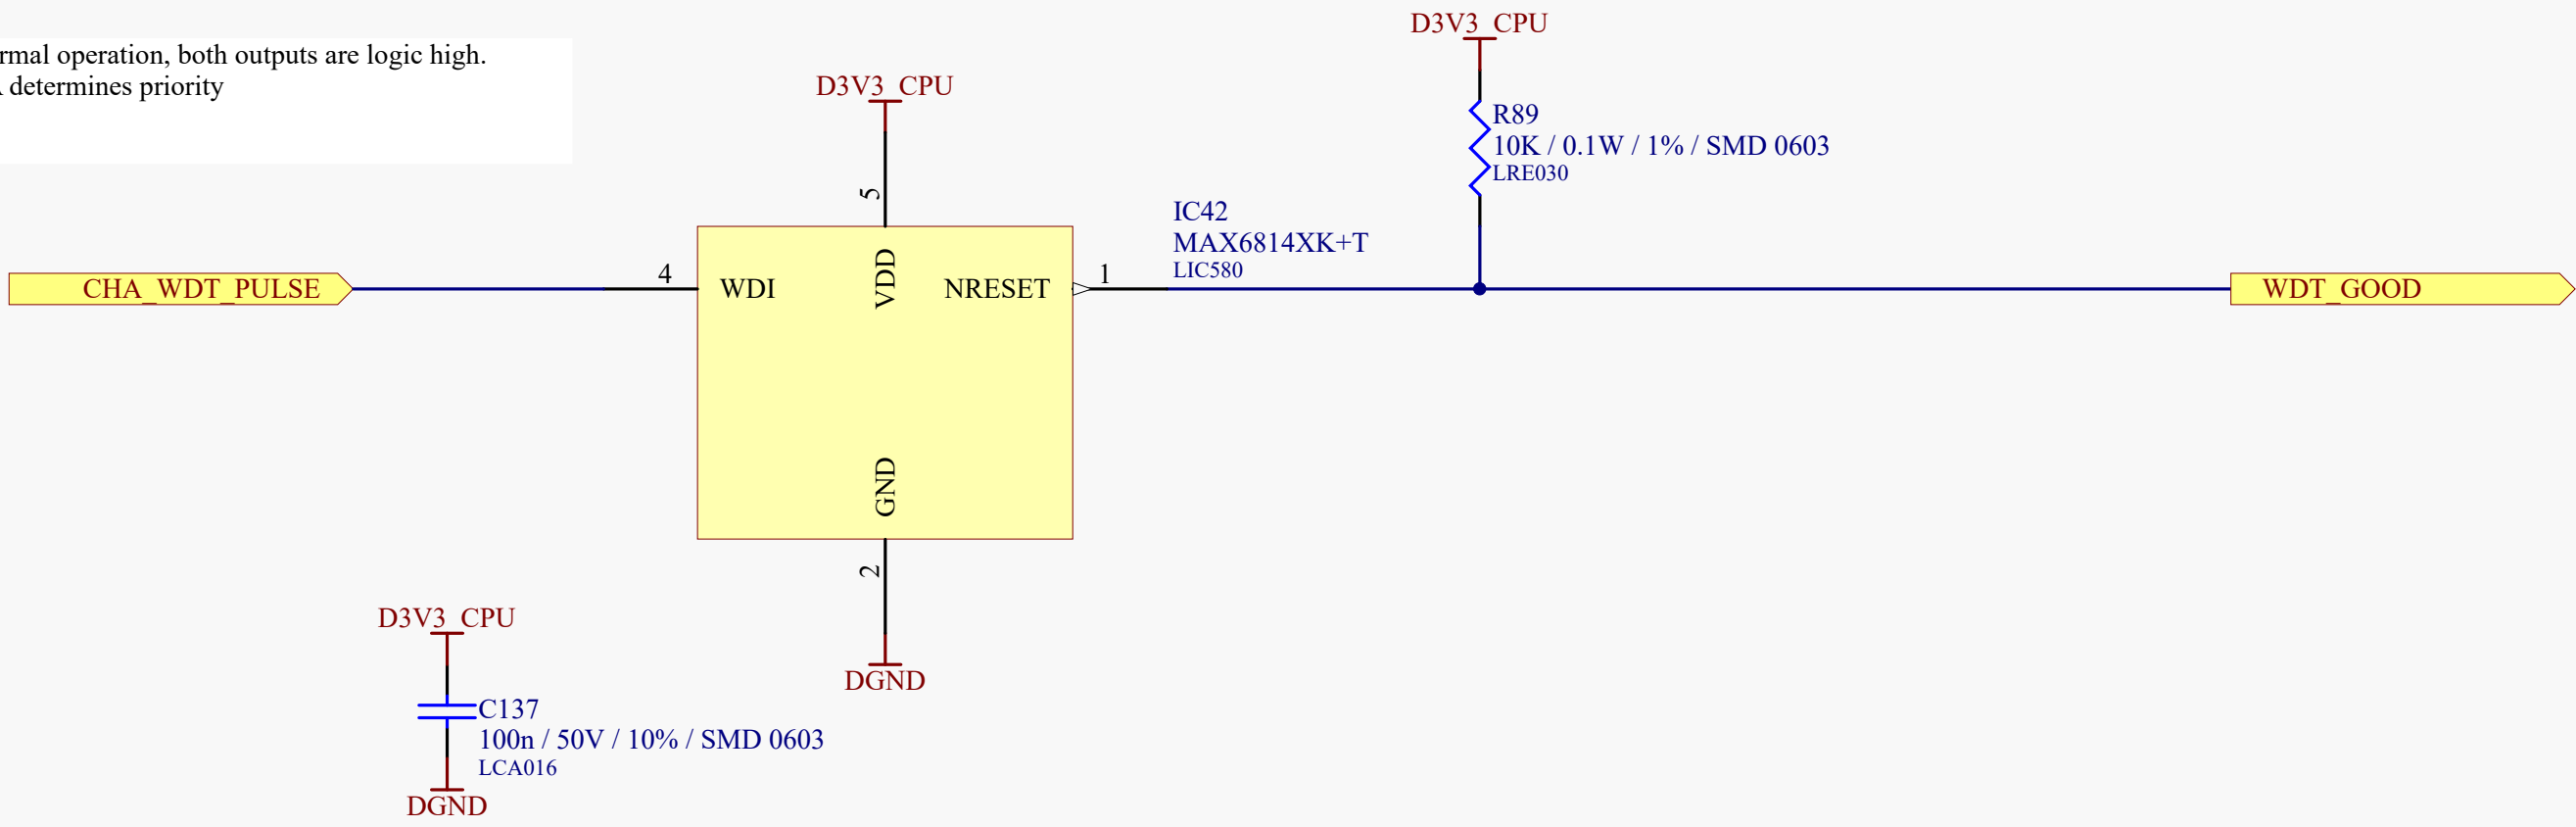 rmal operation, both outputs are logic high.
determines priority
D3V3_CPU
D3V3_CPU
R89
10K / 0.1W / 1% / SMD 0603
LRE030
5
IC42
MAX6814XK+T
LIC580
CHA_WDT_PULSE
4
WDI
VDD
NRESET
1
WDT_GOOD
GND
2
DGND
D3V3_CPU
C137
100n / 50V / 10% / SMD 0603
LCA016
DGND